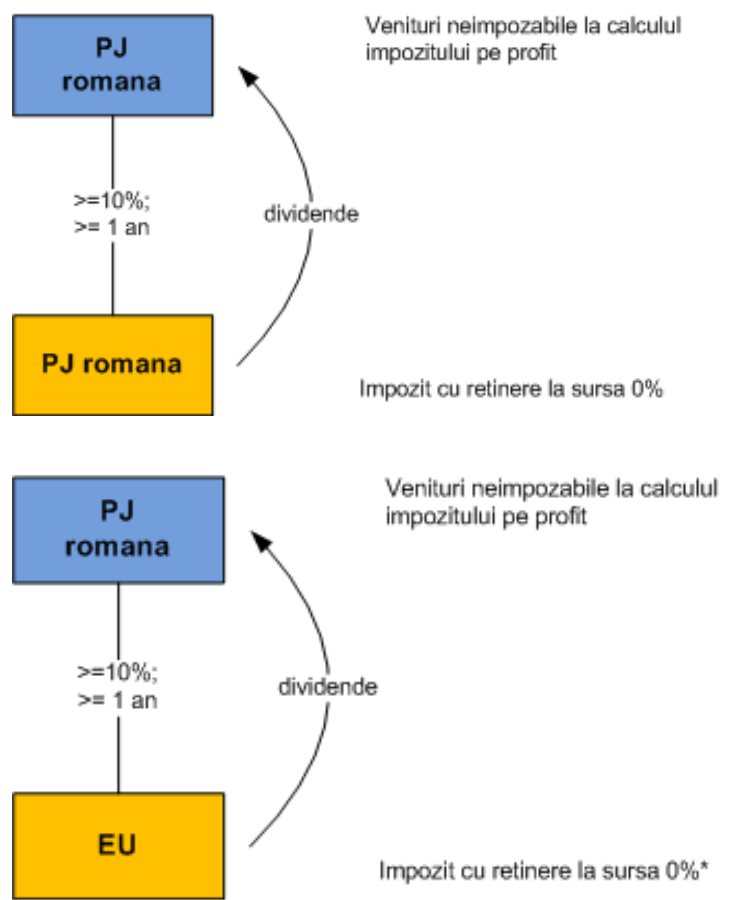 PJ
romana
Venituri neimpozabile la calculul
impozitului pe profit
>=10%;
>= 1 an
dividende
PJ romana
Impozit cu retinere la sursa 0%
PJ
romana
Venituri neimpozabile la calculul
impozitului pe profit
>=10%;
>= 1 an
dividende
EU
Impozit cu retinere la sursa 0%*